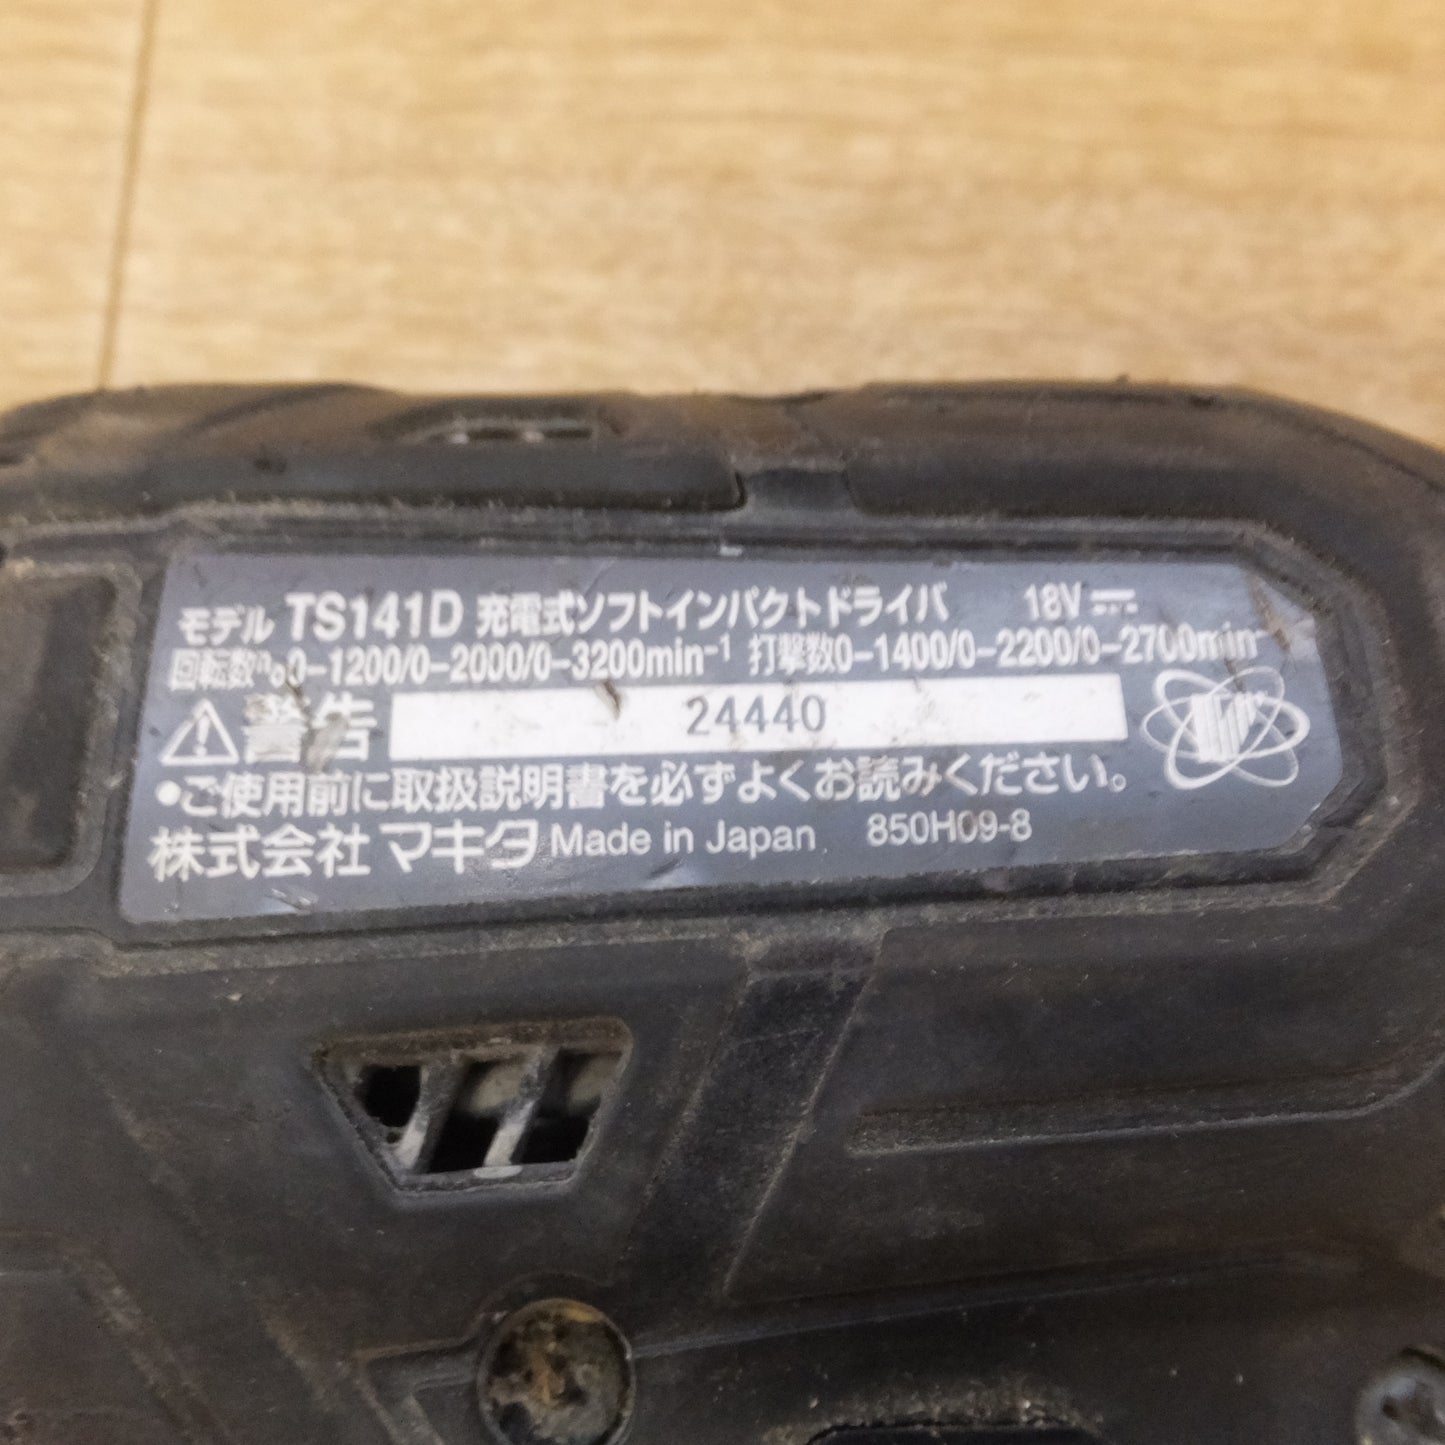 モデル TS141D 充電式ソフトインパクトドライバ 18V
回転数n₀0-1200/0-2000/0-3200min⁻¹ 打撃数0-1400/0-2200/0-2700min⁻
⚠警告 24440
•ご使用前に取扱説明書を必ずよくお読みください。
株式会社 マキタ Made in Japan 850H09-8